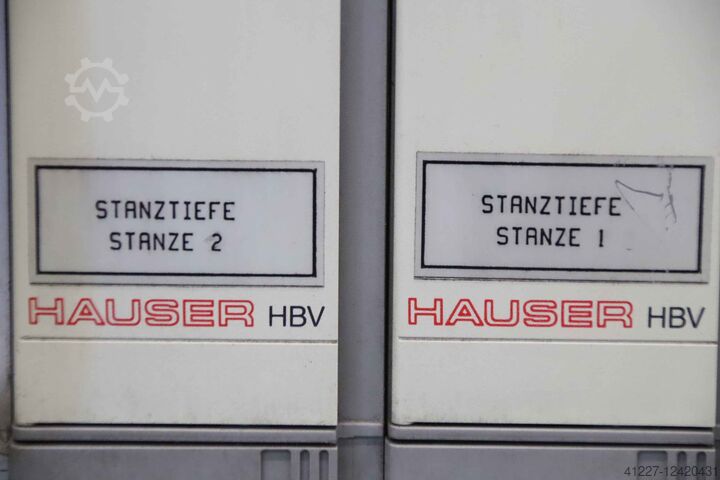 STANZTIEFE
STANZE 2
HAUSER HBV
STANZTIEFE
STANZE 1
HAUSER HBV
41227-12420431